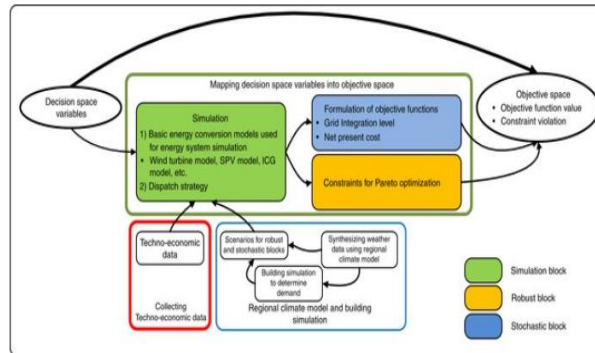 Mapping decision space variables into objective space
Decision space
variables
Simulation
1) Basic energy conversion models used
for energy system simulation
• Wind turbine model, SPV model, ICG
model, etc.
2) Dispatch strategy
Formulation of objective functions
• Grid Integration level
• Net present cost
Constraints for Pareto optimization
Objective space
• Objective function value
• Constraint violation
Techno-economic
data
Collecting
Techno-economic data
Scenarios for robust
and stochastic blocks
Synthesizing weather
data using regional
climate model
Building simulation
to determine
demand
Regional climate model and building
simulation
Simulation block
Robust block
Stochastic block